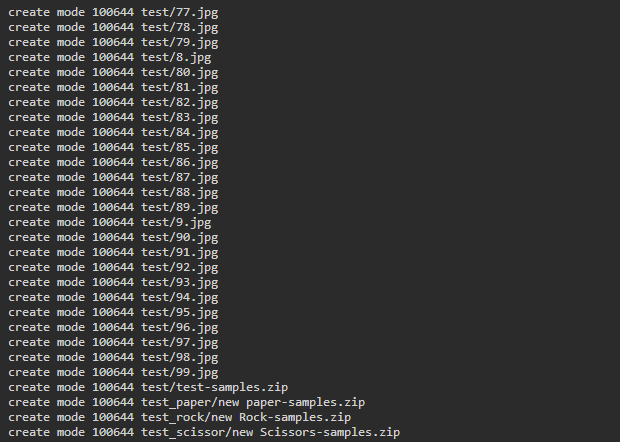 create mode 100644 test/77.jpg
create mode 100644 test/78.jpg
create mode 100644 test/79.jpg
create mode 100644 test/8.jpg
create mode 100644 test/80.jpg
create mode 100644 test/81.jpg
create mode 100644 test/82.jpg
create mode 100644 test/83.jpg
create mode 100644 test/84.jpg
create mode 100644 test/85.jpg
create mode 100644 test/86.jpg
create mode 100644 test/87.jpg
create mode 100644 test/88.jpg
create mode 100644 test/89.jpg
create mode 100644 test/9.jpg
create mode 100644 test/90.jpg
create mode 100644 test/91.jpg
create mode 100644 test/92.jpg
create mode 100644 test/93.jpg
create mode 100644 test/94.jpg
create mode 100644 test/95.jpg
create mode 100644 test/96.jpg
create mode 100644 test/97.jpg
create mode 100644 test/98.jpg
create mode 100644 test/99.jpg
create mode 100644 test/test-samples.zip
create mode 100644 test_paper/new paper-samples.zip
create mode 100644 test_rock/new Rock-samples.zip
create mode 100644 test_scissor/new Scissors-samples.zip